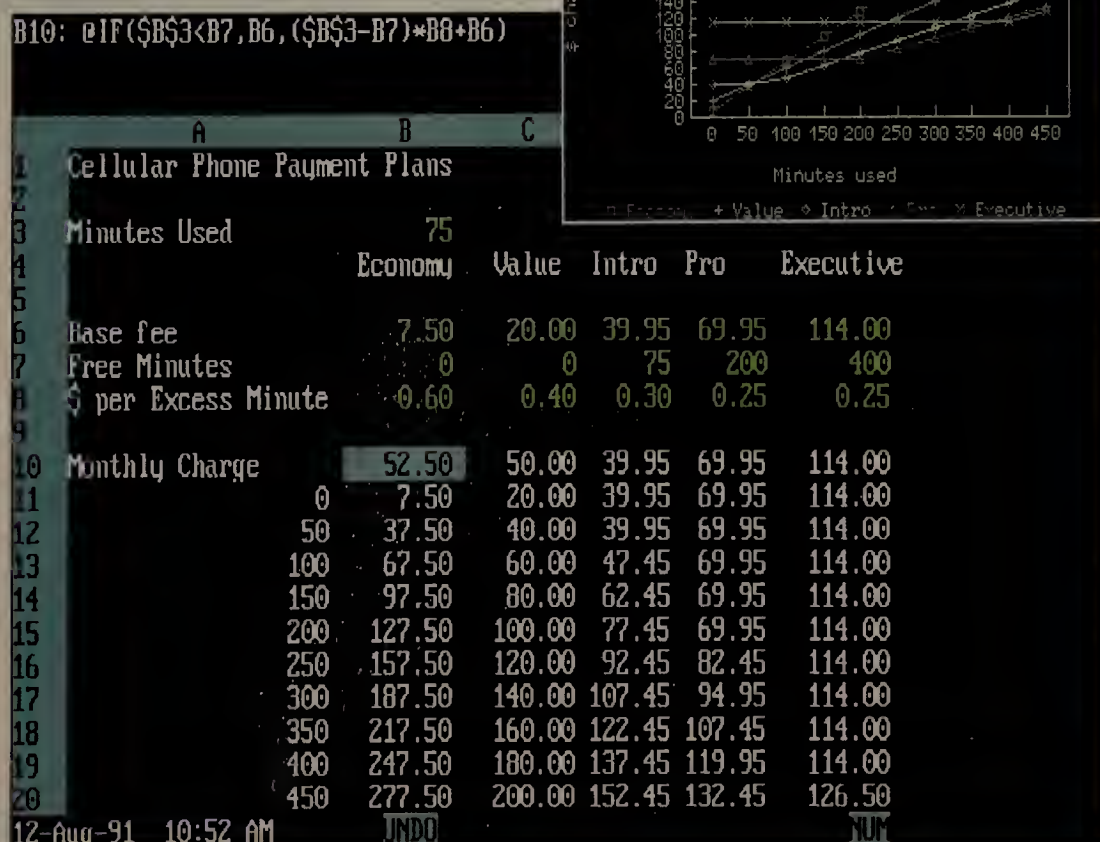 B10: @IF($B$3<B7,B6,($B$3-B7)*B8+B6)
140
100
80
60
40
20
0
0 50 100 150 200 250 300 350 400 450
Minutes used
+ Value ◇ Intro × Executive
A B C
1 Cellular Phone Payment Plans
2
3 Minutes Used 75
4 Economy Value Intro Pro Executive
5
6 Base fee 7.50 20.00 39.95 69.95 114.00
7 Free Minutes 0 0 75 200 400
8 $ per Excess Minute 0.60 0.40 0.30 0.25 0.25
9
10 Monthly Charge 52.50 50.00 39.95 69.95 114.00
11 0 7.50 20.00 39.95 69.95 114.00
12 50 37.50 40.00 39.95 69.95 114.00
13 100 67.50 60.00 47.45 69.95 114.00
14 150 97.50 80.00 62.45 69.95 114.00
15 200 127.50 100.00 77.45 69.95 114.00
16 250 157.50 120.00 92.45 82.45 114.00
17 300 187.50 140.00 107.45 94.95 114.00
18 350 217.50 160.00 122.45 107.45 114.00
19 400 247.50 180.00 137.45 119.95 114.00
20 450 277.50 200.00 152.45 132.45 126.50
12-Aug-91 10:52 AM UNDO NUM